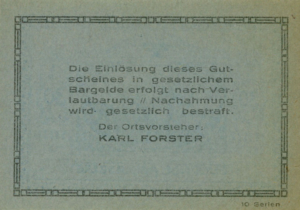 Die Einlösung dieses Gut-
scheines in gesetzlichem
Bargelde erfolgt nach Ver-
lautbarung // Nachahmung
wird gesetzlich bestraft.
Der Ortsvorsteher:
KARL FORSTER
10 Serien